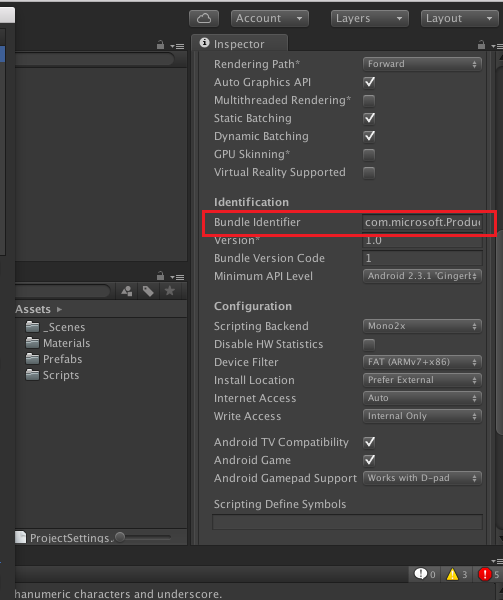 Account
Layers
Layout
Inspector
Rendering Path*
Forward
Auto Graphics API
Multithreaded Rendering*
Static Batching
Dynamic Batching
GPU Skinning*
Virtual Reality Supported
Identification
Bundle Identifier
com.microsoft.Produc
Version*
1.0
Bundle Version Code
1
Minimum API Level
Android 2.3.1 'Gingerb
Configuration
Scripting Backend
Mono2x
Disable HW Statistics
Device Filter
FAT (ARMv7+x86)
Install Location
Prefer External
Internet Access
Auto
Write Access
Internal Only
Android TV Compatibility
Android Game
Android Gamepad Support
Works with D-pad
Scripting Define Symbols
Assets
_Scenes
Materials
Prefabs
Scripts
ProjectSettings.
0
3
5
hanumeric characters and underscore.